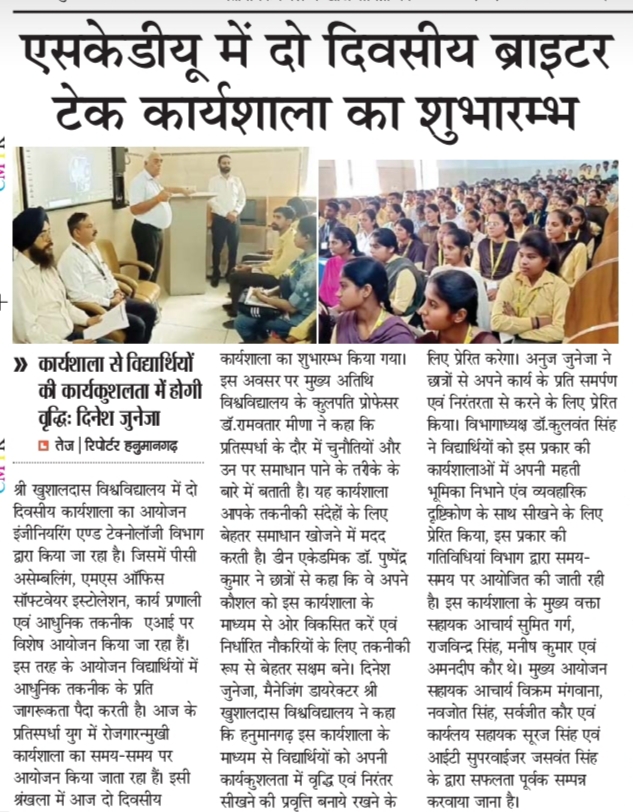 एसकेडीयू में दो दिवसीय ब्राइटर
टेक कार्यशाला का शुभारम्भ
» कार्यशाला से विद्यार्थियों
की कार्यकुशलता में होगी
वृद्धिः दिनेश जुनेजा
तेज | रिपोर्टर हनुमानगढ़
श्री खुशालदास विश्वविद्यालय में दो
दिवसीय कार्यशाला का आयोजन
इंजीनियरिंग एण्ड टेक्नोलॉजी विभाग
द्वारा किया जा रहा है। जिसमें पीसी
असेम्बलिंग, एमएस ऑफिस
सॉफ्टवेयर इंस्टोलेशन, कार्य प्रणाली
एवं आधुनिक तकनीक एआई पर
विशेष आयोजन किया जा रहा हैं।
इस तरह के आयोजन विद्यार्थियों में
आधुनिक तकनीक के प्रति
जागरूकता पैदा करती है। आज के
प्रतिस्पर्धा युग में रोजगारन्मुखी
कार्यशाला का समय-समय पर
आयोजन किया जाता रहा हैं। इसी
श्रंखला में आज दो दिवसीय
कार्यशाला का शुभारम्भ किया गया।
इस अवसर पर मुख्य अतिथि
विश्वविद्यालय के कुलपति प्रोफेसर
डॉ.रामवतार मीणा ने कहा कि
प्रतिस्पर्धा के दौर में चुनौतियों और
उन पर समाधान पाने के तरीके के
बारे में बताती है। यह कार्यशाला
आपके तकनीकी संदेहों के लिए
बेहतर समाधान खोजने में मदद
करती है। डीन एकेडमिक डॉ. पुष्पेंद्र
कुमार ने छात्रों से कहा कि वे अपने
कौशल को इस कार्यशाला के
माध्यम से ओर विकसित करें एवं
निर्धारित नौकरियों के लिए तकनीकी
रूप से बेहतर सक्षम बने। दिनेश
जुनेजा, मैनेजिंग डायरेक्टर श्री
खुशालदास विश्वविद्यालय ने कहा
कि हनुमानगढ़ इस कार्यशाला के
माध्यम से विद्यार्थियों को अपनी
कार्यकुशलता में वृद्धि एवं निरंतर
सीखने की प्रवृत्ति बनाये रखने के
लिए प्रेरित करेगा। अनुज जुनेजा ने
छात्रों से अपने कार्य के प्रति समर्पण
एवं निरंतरता से करने के लिए प्रेरित
किया। विभागाध्यक्ष डॉ.कुलवंत सिंह
ने विद्यार्थियों को इस प्रकार की
कार्यशालाओं में अपनी महती
भूमिका निभाने एंव व्यवहारिक
दृष्टिकोण के साथ सीखने के लिए
प्रेरित किया, इस प्रकार की
गतिविधियां विभाग द्वारा समय-
समय पर आयोजित की जाती रही
है। इस कार्यशाला के मुख्य वक्ता
सहायक आचार्य सुमित गर्ग,
राजविन्द्र सिंह, मनीष कुमार एवं
अमनदीप कौर थे। मुख्य आयोजन
सहायक आचार्य विक्रम मंगवाना,
नवजोत सिंह, सर्वजीत कौर एवं
कार्यलय सहायक सूरज सिंह एवं
आईटी सुपरवाईजर जसवंत सिंह
के द्वारा सफलता पूर्वक सम्पन्न
करवाया जाना है।